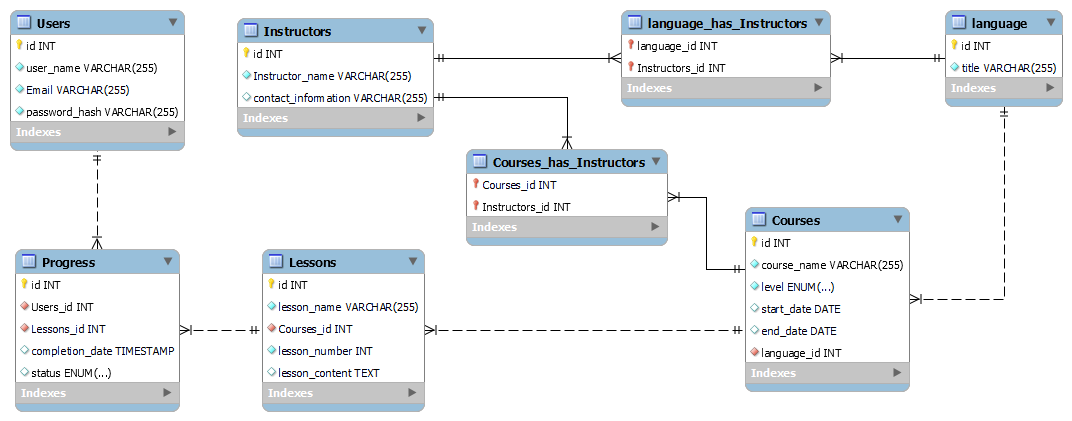 Users
id INT
user_name VARCHAR(255)
Email VARCHAR(255)
password_hash VARCHAR(255)
Indexes
Instructors
id INT
Instructor_name VARCHAR(255)
contact_information VARCHAR(255)
Indexes
language_has_Instructors
language_id INT
Instructors_id INT
Indexes
language
id INT
title VARCHAR(255)
Indexes
Courses_has_Instructors
Courses_id INT
Instructors_id INT
Indexes
Courses
id INT
course_name VARCHAR(255)
level ENUM(...)
start_date DATE
end_date DATE
language_id INT
Indexes
Progress
id INT
Users_id INT
Lessons_id INT
completion_date TIMESTAMP
status ENUM(...)
Indexes
Lessons
id INT
lesson_name VARCHAR(255)
Courses_id INT
lesson_number INT
lesson_content TEXT
Indexes